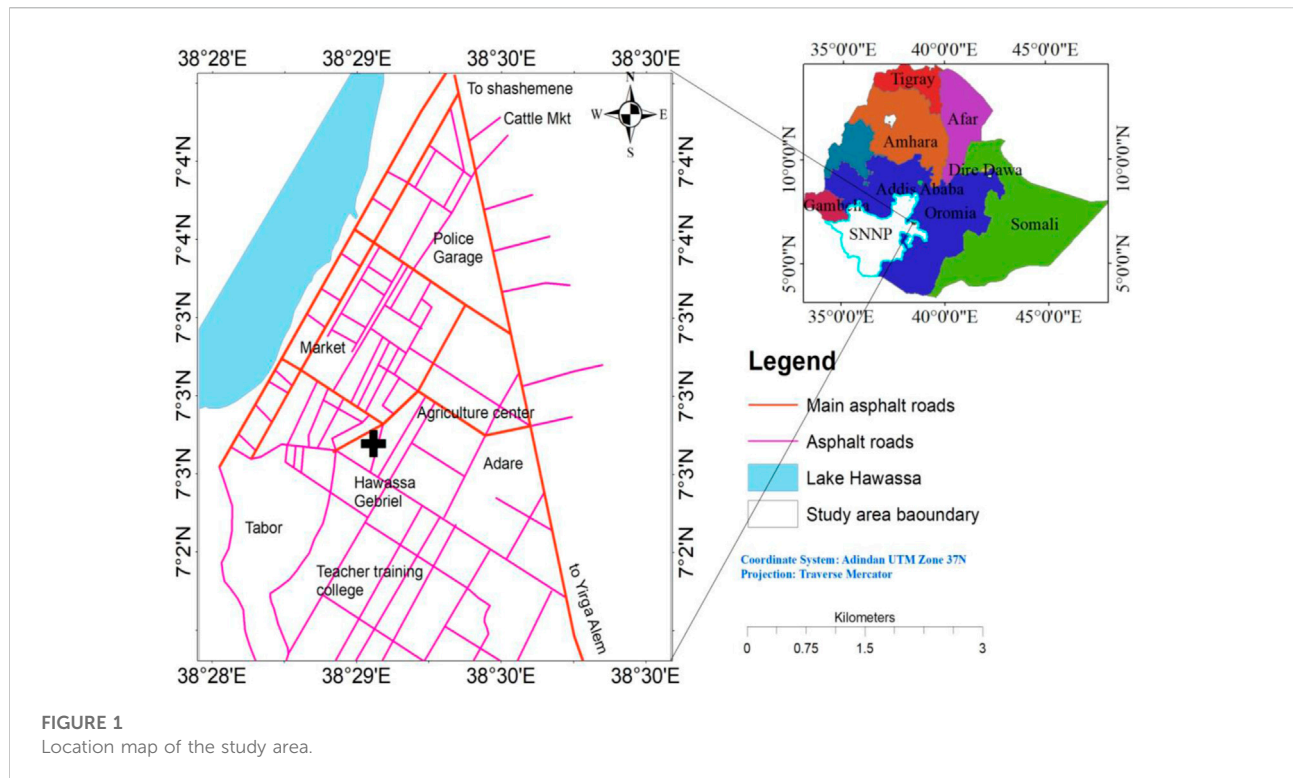 38°28'E 38°29'E 38°30'E 38°30'E
To shashemene
N
W E
S
Cattle Mkt
7°4'N 7°4'N
7°4'N 7°4'N
Police
Garage
7°3'N 7°3'N
Market
7°3'N 7°3'N
Agriculture center
Adare
7°3'N 7°3'N
Hawassa
Gebriel
Tabor
7°2'N 7°2'N
Teacher training
college
to Yirga Alem
38°28'E 38°29'E 38°30'E 38°30'E
35°0'0"E 40°0'0"E 45°0'0"E
Tigray
Afar
Amhara
10°0'0"N 10°0'0"N
Dire Dawa
Addis Ababa
Gambella
Oromia
Somali
SNNP
5°0'0"N 5°0'0"N
35°0'0"E 40°0'0"E 45°0'0"E
Legend
Main asphalt roads
Asphalt roads
Lake Hawassa
Study area baoundary
Coordinate System: Adindan UTM Zone 37N
Projection: Traverse Mercator
Kilometers
0 0.75 1.5 3
FIGURE 1
Location map of the study area.